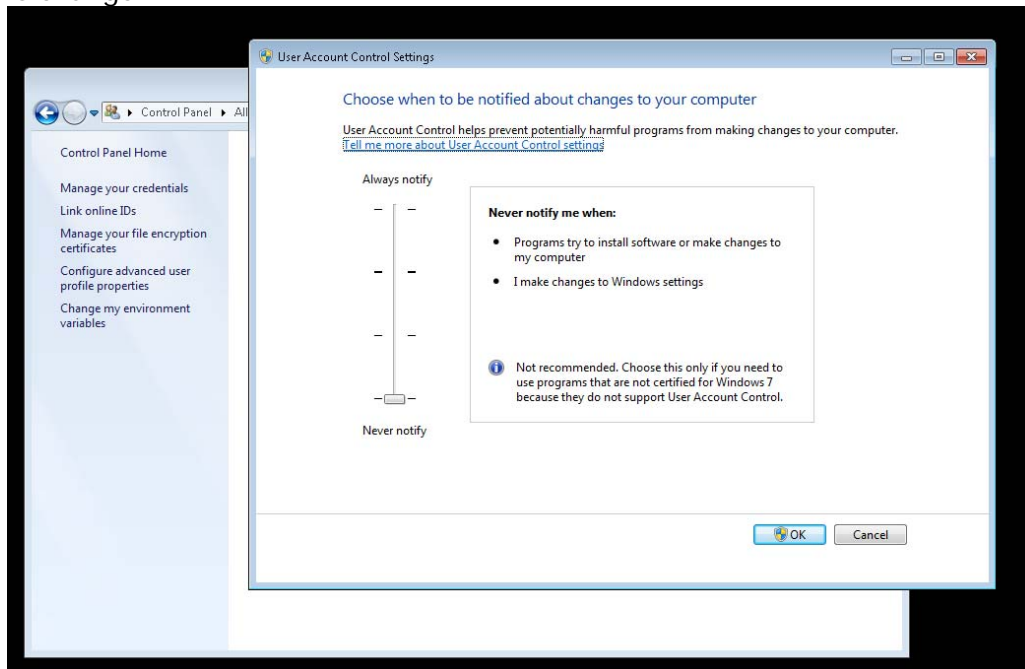 User Account Control Settings
Control Panel ▸ All
Choose when to be notified about changes to your computer
User Account Control helps prevent potentially harmful programs from making changes to your computer.
Tell me more about User Account Control settings
Control Panel Home
Manage your credentials
Link online IDs
Manage your file encryption
certificates
Configure advanced user
profile properties
Change my environment
variables
Always notify
Never notify me when:
• Programs try to install software or make changes to
my computer
• I make changes to Windows settings
Not recommended. Choose this only if you need to
use programs that are not certified for Windows 7
because they do not support User Account Control.
Never notify
OK
Cancel